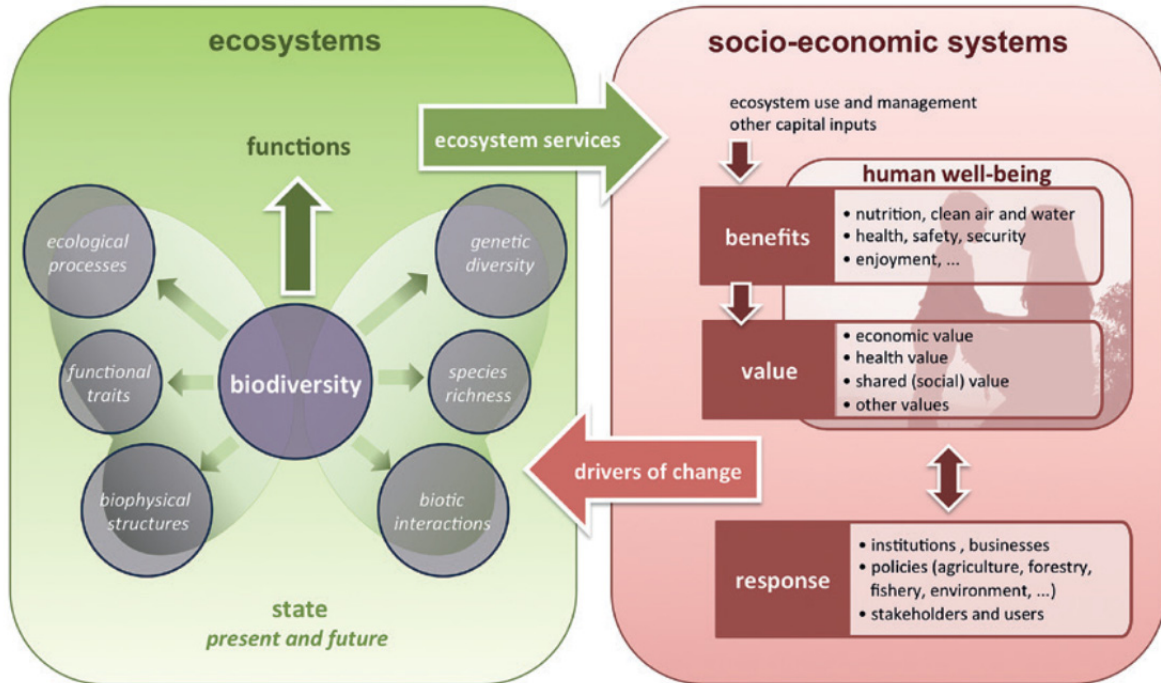 ecosystems
functions
ecosystem services
ecological
processes
genetic
diversity
functional
traits
biodiversity
species
richness
biophysical
structures
biotic
interactions
state
present and future
drivers of change
socio-economic systems
ecosystem use and management
other capital inputs
human well-being
benefits
• nutrition, clean air and water
• health, safety, security
• enjoyment, ...
value
• economic value
• health value
• shared (social) value
• other values
response
• institutions , businesses
• policies (agriculture, forestry,
fishery, environment, ...)
• stakeholders and users